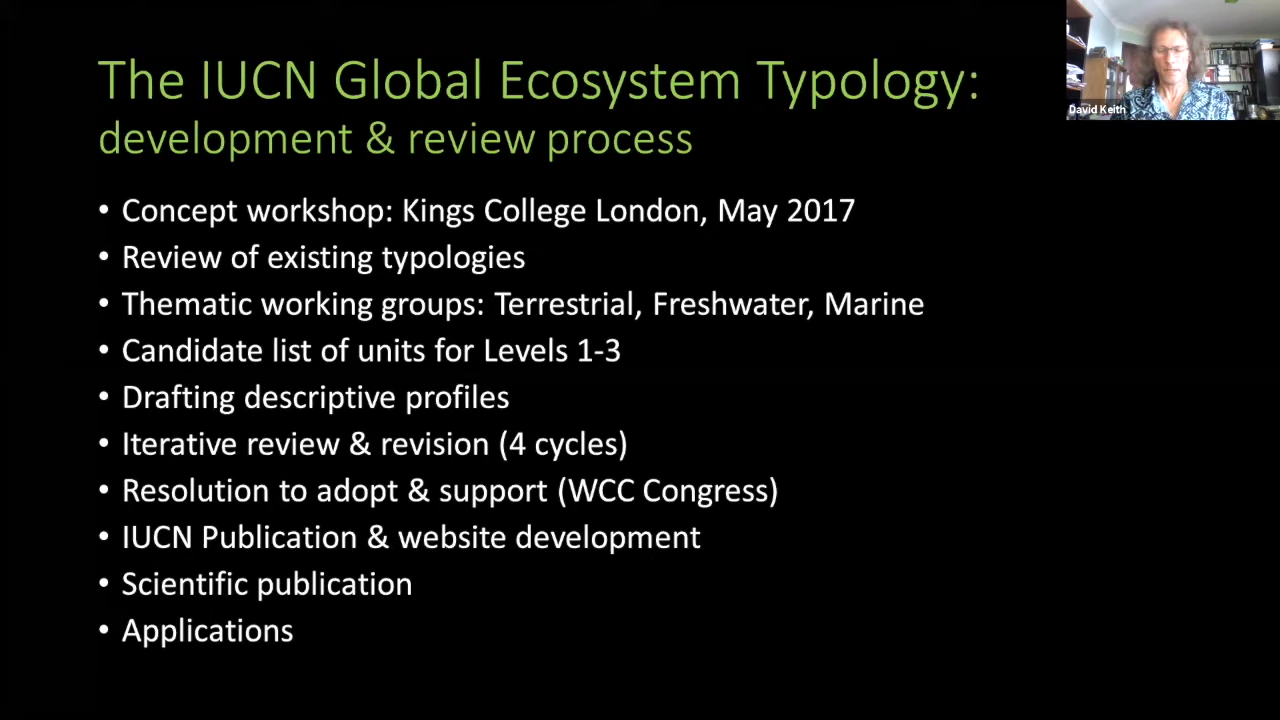 The IUCN Global Ecosystem Typology:
development & review process
David Keith
• Concept workshop: Kings College London, May 2017
• Review of existing typologies
• Thematic working groups: Terrestrial, Freshwater, Marine
• Candidate list of units for Levels 1-3
• Drafting descriptive profiles
• Iterative review & revision (4 cycles)
• Resolution to adopt & support (WCC Congress)
• IUCN Publication & website development
• Scientific publication
• Applications